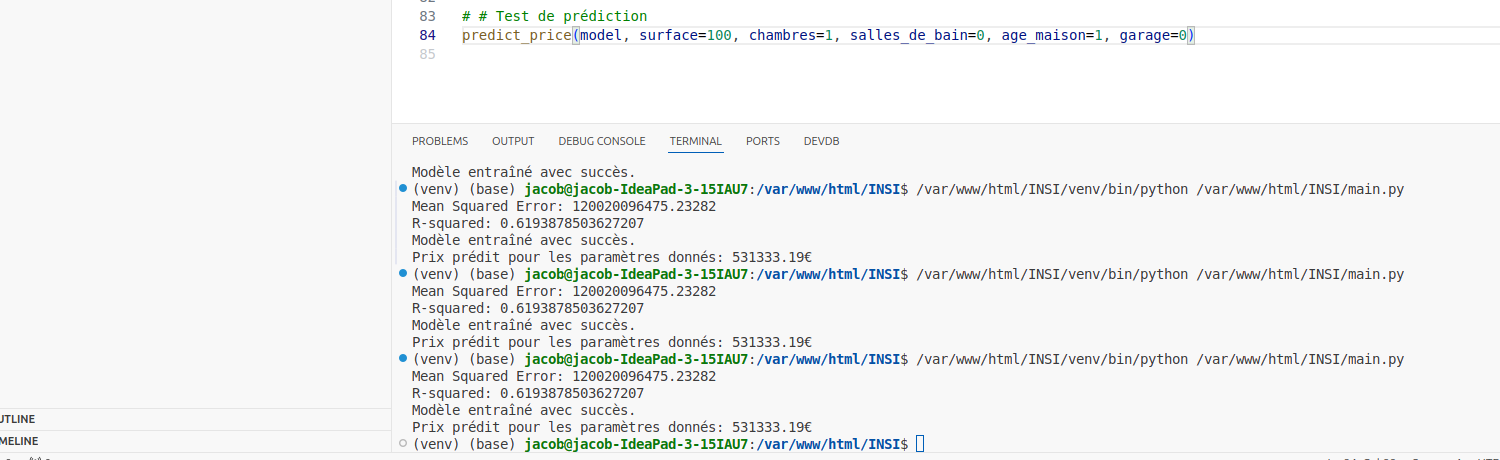 83 # # Test de prédiction
84 predict_price(model, surface=100, chambres=1, salles_de_bain=0, age_maison=1, garage=0)
85
PROBLEMS OUTPUT DEBUG CONSOLE TERMINAL PORTS DEVDB
Modèle entraîné avec succès.
(venv) (base) jacob@jacob-IdeaPad-3-15IAU7:/var/www/html/INSI$ /var/www/html/INSI/venv/bin/python /var/www/html/INSI/main.py
Mean Squared Error: 120020096475.23282
R-squared: 0.6193878503627207
Modèle entraîné avec succès.
Prix prédit pour les paramètres donnés: 531333.19€
(venv) (base) jacob@jacob-IdeaPad-3-15IAU7:/var/www/html/INSI$ /var/www/html/INSI/venv/bin/python /var/www/html/INSI/main.py
Mean Squared Error: 120020096475.23282
R-squared: 0.6193878503627207
Modèle entraîné avec succès.
Prix prédit pour les paramètres donnés: 531333.19€
(venv) (base) jacob@jacob-IdeaPad-3-15IAU7:/var/www/html/INSI$ /var/www/html/INSI/venv/bin/python /var/www/html/INSI/main.py
Mean Squared Error: 120020096475.23282
R-squared: 0.6193878503627207
Modèle entraîné avec succès.
Prix prédit pour les paramètres donnés: 531333.19€
(venv) (base) jacob@jacob-IdeaPad-3-15IAU7:/var/www/html/INSI$
UTLINE
MELINE